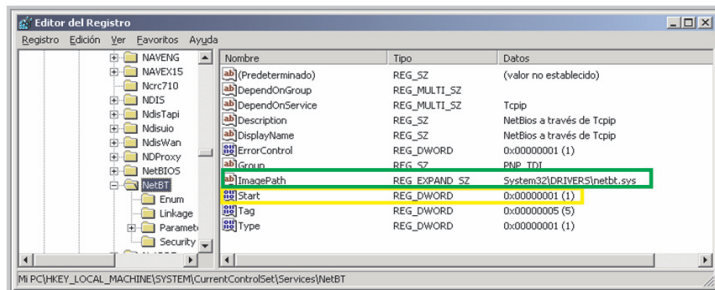 Editor del Registro
Registro Edición Ver Favoritos Ayuda
NAVENG
NAVEX15
Ncrc710
NDIS
NdisTapi
Ndisuio
NdisWan
NDProxy
NetBIOS
NetBT
Enum
Linkage
Paramet
Security
Nombre Tipo Datos
(Predeterminado) REG_SZ (valor no establecido)
DependOnGroup REG_MULTI_SZ
DependOnService REG_MULTI_SZ Tcpip
Description REG_SZ NetBios a través de Tcpip
DisplayName REG_SZ NetBios a través de Tcpip
ErrorControl REG_DWORD 0x00000001 (1)
Group REG_SZ PNP_TDI
ImagePath REG_EXPAND_SZ System32\DRIVERS\netbt.sys
Start REG_DWORD 0x00000001 (1)
Tag REG_DWORD 0x00000005 (5)
Type REG_DWORD 0x00000001 (1)
Mi PC\HKEY_LOCAL_MACHINE\SYSTEM\CurrentControlSet\Services\NetBT